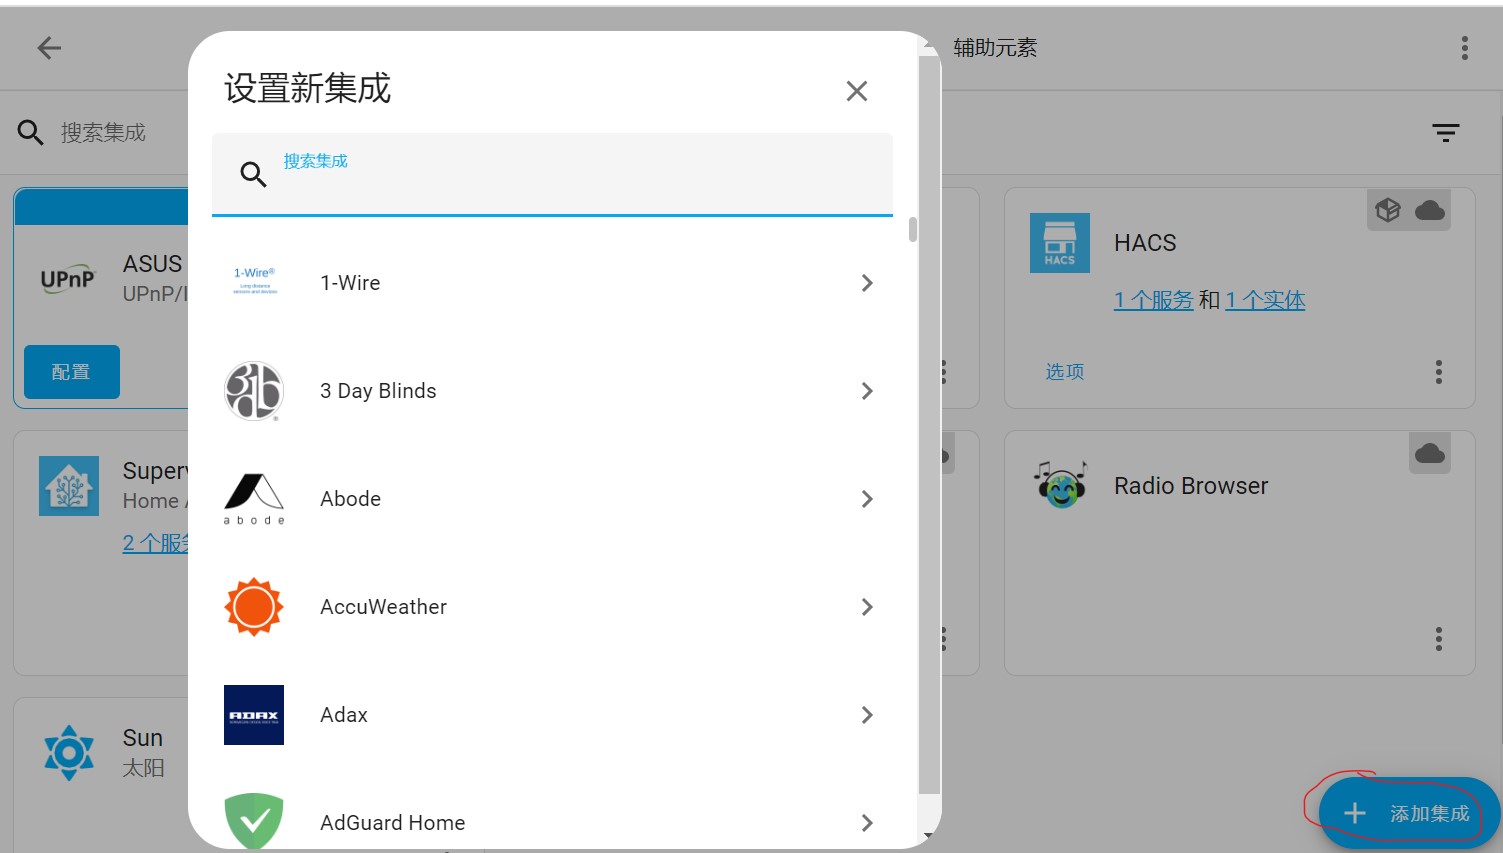 辅助元素
搜索集成
设置新集成
搜索集成
1-Wire®
Long distance
sensors and devices
1-Wire
3 Day Blinds
abode
Abode
AccuWeather
ADAX
Adax
AdGuard Home
UPnP
ASUS
UPnP/I
配置
HACS
HACS
1 个服务 和 1 个实体
选项
Superv
Home A
2 个服务
Radio Browser
Sun
太阳
添加集成